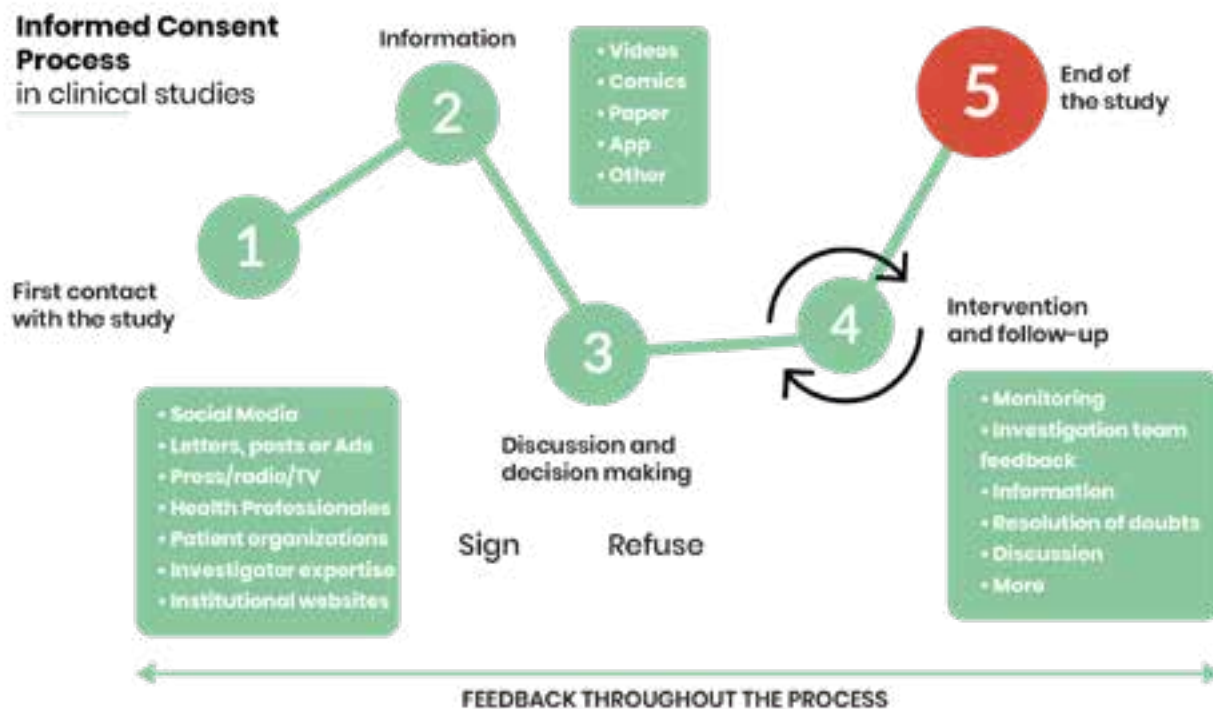 Informed Consent
Process
in clinical studies
1
First contact
with the study
• Social Media
• Letters, posts or Ads
• Press/radio/TV
• Health Professionales
• Patient organizations
• Investigator expertise
• Institutional websites
2
Information
• Videos
• Comics
• Paper
• App
• Other
3
Discussion and
decision making
Sign
Refuse
4
Intervention
and follow-up
• Monitoring
• Investigation team
feedback
• Information
• Resolution of doubts
• Discussion
• More
5
End of
the study
FEEDBACK THROUGHOUT THE PROCESS